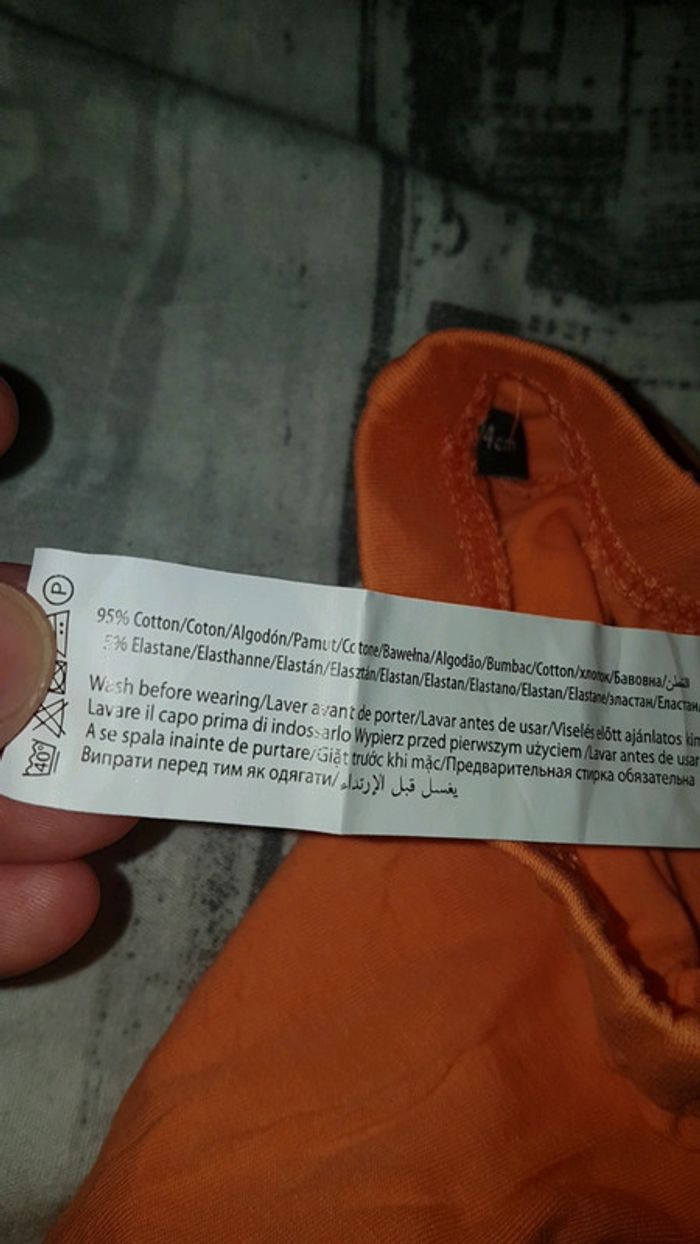 4cm
P
40°
95% Cotton/Coton/Algodón/Pamut/Cotone/Bawełna/Algodão/Bumbac/Cotton/хлопок/Бавовна/القطن
5% Elastane/Elasthanne/Elastán/Elasztán/Elastan/Elastan/Elastano/Elastan/Elastane/эластан/Еластан
Wash before wearing/Laver avant de porter/Lavar antes de usar/Viselés előtt ajánlatos
Lavare il capo prima di indossarlo Wypierz przed pierwszym użyciem /Lavar antes de usar
A se spala inainte de purtare/Giặt trước khi mặc/Предварительная стирка обязательна
Випрати перед тим як одягати/يغسل قبل الإرتداء